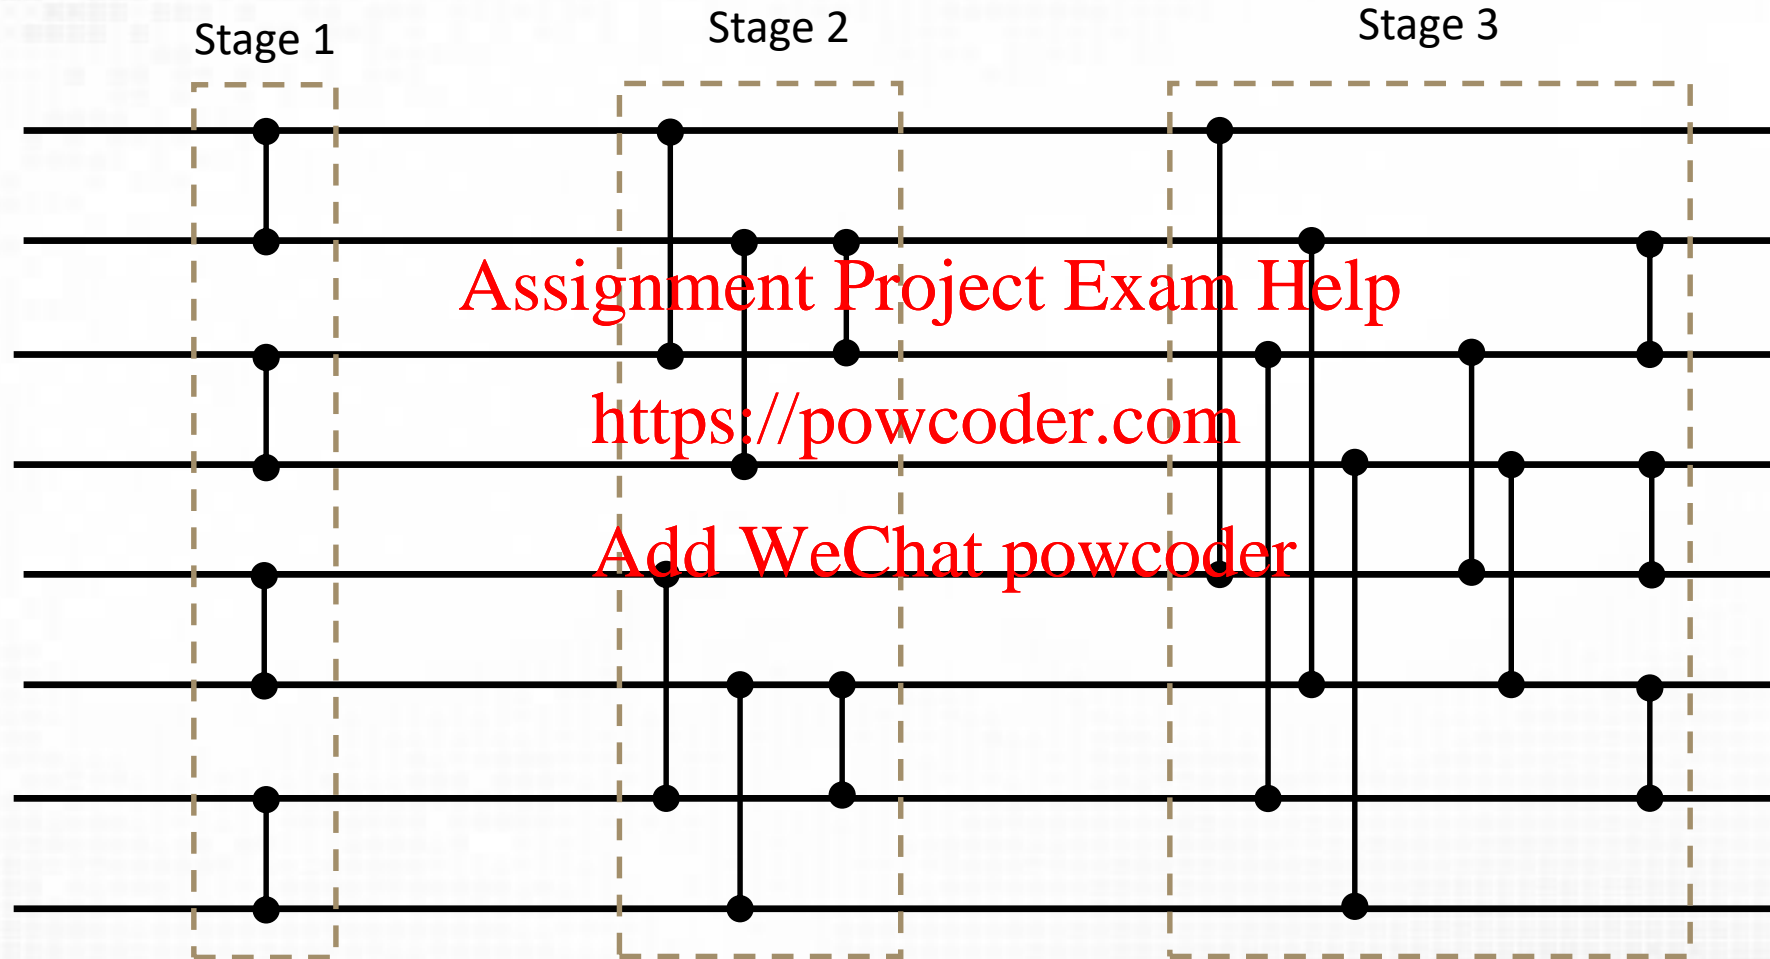 Stage 1
Stage 2
Stage 3
Assignment Project Exam Help
https://powcoder.com
Add WeChat powcoder